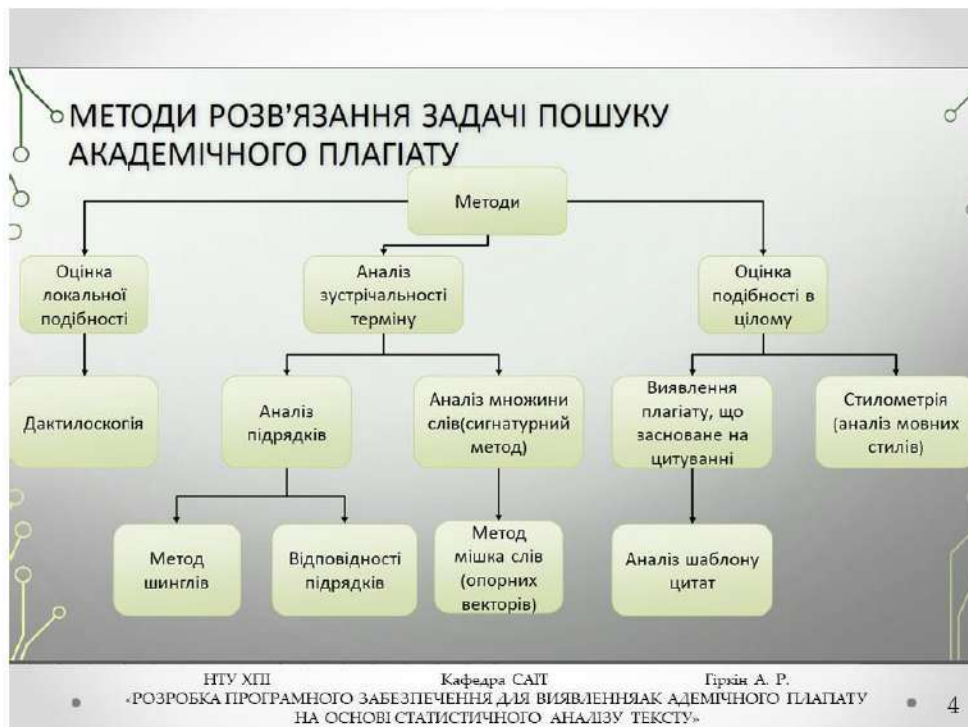 МЕТОДИ РОЗВ’ЯЗАННЯ ЗАДАЧІ ПОШУКУ
АКАДЕМІЧНОГО ПЛАГІАТУ
Методи
Оцінка
локальної
подібності
Аналіз
зустрічальності
терміну
Оцінка
подібності в
цілому
Дактилоскопія
Аналіз
підрядків
Аналіз множини
слів(сигнатурний
метод)
Виявлення
плагіату, що
засноване на
цитуванні
Стилометрія
(аналіз мовних
стилів)
Метод
шинглів
Відповідності
підрядків
Метод
мішка слів
(опорних
векторів)
Аналіз шаблону
цитат
НТУ ХПІ Кафедра САІТ Гіркін А. Р.
«РОЗРОБКА ПРОГРАМНОГО ЗАБЕЗПЕЧЕННЯ ДЛЯ ВИЯВЛЕННЯАК АДЕМІЧНОГО ПЛАГІАТУ
НА ОСНОВІ СТАТИСТИЧНОГО АНАЛІЗУ ТЕКСТУ»
4